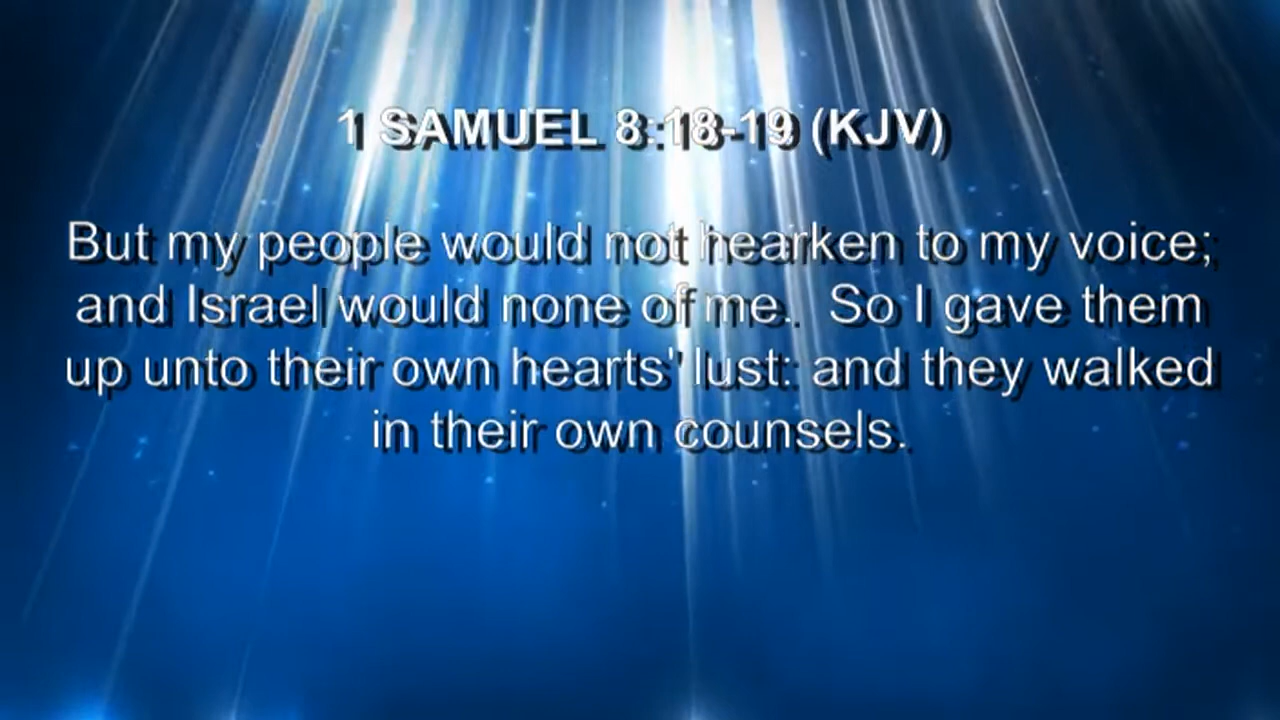 1 SAMUEL 8:18-19 (KJV)
But my people would not hearken to my voice;
and Israel would none of me.  So I gave them
up unto their own hearts' lust: and they walked
in their own counsels.